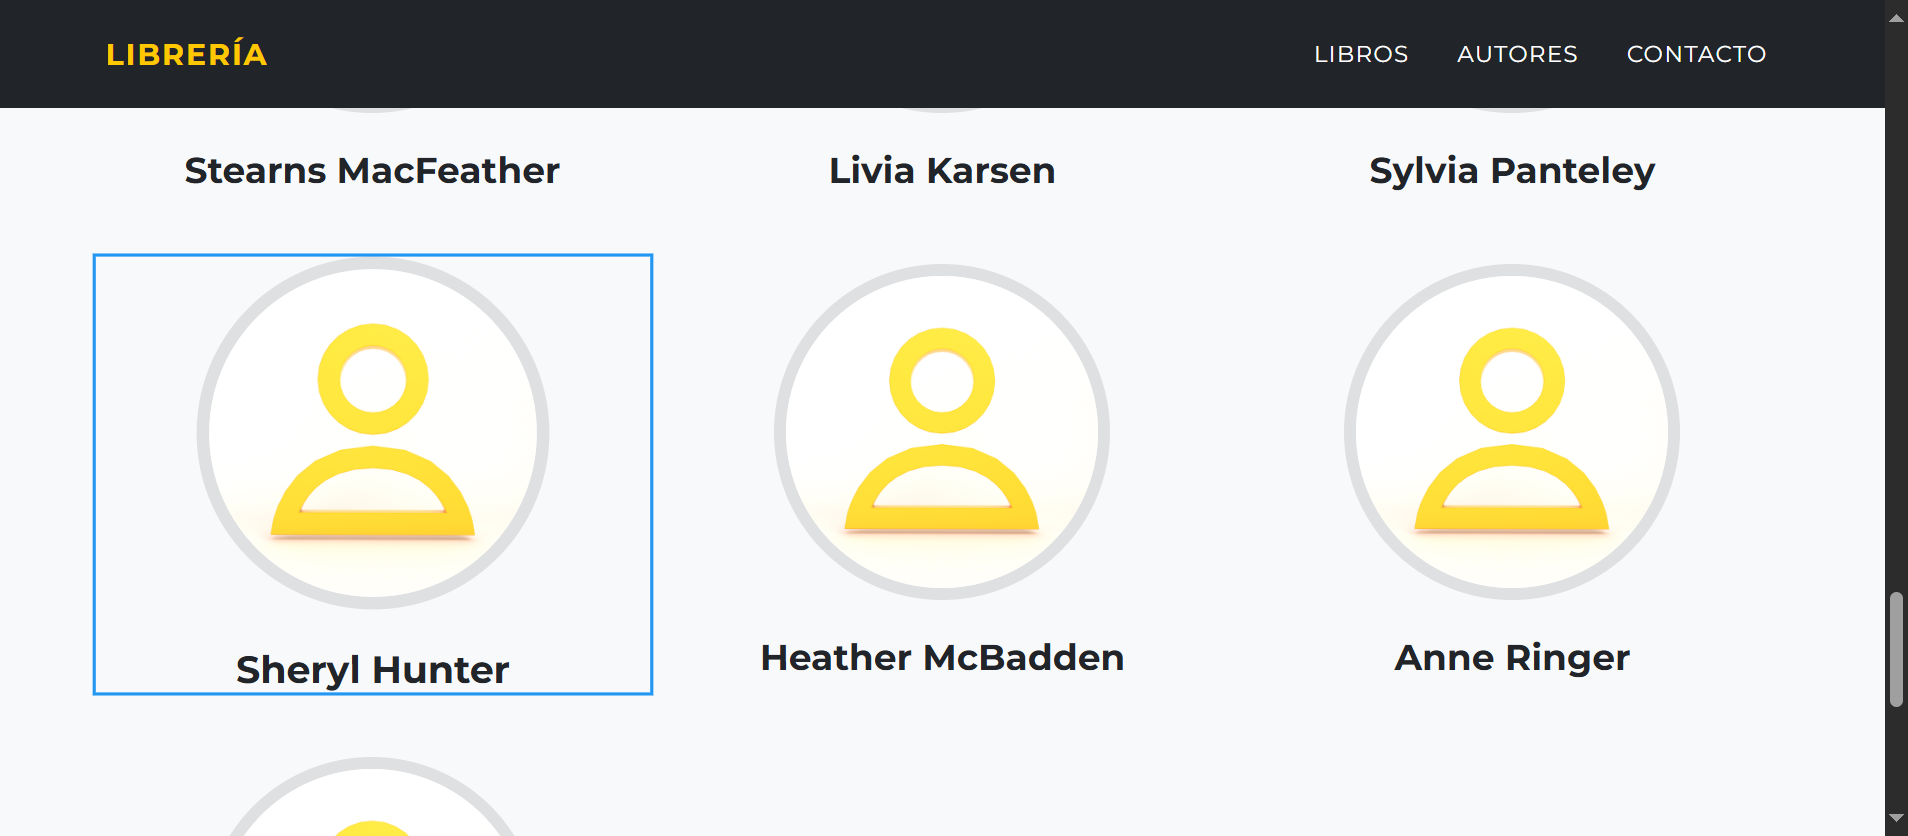 LIBRERÍA
LIBROS AUTORES CONTACTO
Stearns MacFeather
Livia Karsen
Sylvia Panteley
Sheryl Hunter
Heather McBadden
Anne Ringer